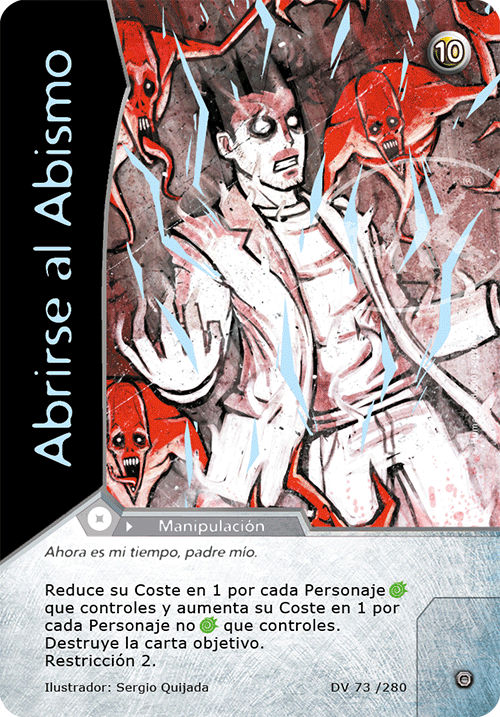 Abrirse al Abismo
10
Manipulación
Ahora es mi tiempo, padre mío.
Reduce su Coste en 1 por cada Personaje
que controles y aumenta su Coste en 1 por
cada Personaje no que controles.
Destruye la carta objetivo.
Restricción 2.
Ilustrador: Sergio Quijada
DV 73 /280